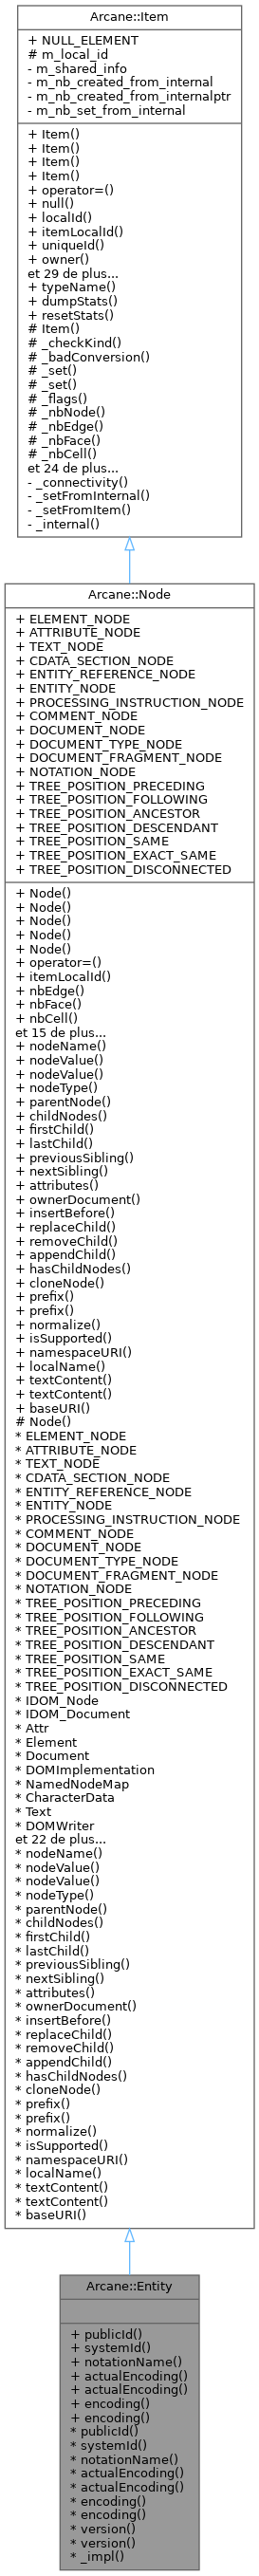 Arcane::Item
+ NULL_ELEMENT
# m_local_id
- m_shared_info
- m_nb_created_from_internal
- m_nb_created_from_internalptr
- m_nb_set_from_internal
+ Item()
+ Item()
+ Item()
+ Item()
+ operator=()
+ null()
+ localId()
+ itemLocalId()
+ uniqueId()
+ owner()
et 29 de plus...
+ typeName()
+ dumpStats()
+ resetStats()
# Item()
# _checkKind()
# _badConversion()
# _set()
# _set()
# _flags()
# _nbNode()
# _nbEdge()
# _nbFace()
# _nbCell()
et 24 de plus...
- _connectivity()
- _setFromInternal()
- _setFromItem()
- _internal()
Arcane::Node
+ ELEMENT_NODE
+ ATTRIBUTE_NODE
+ TEXT_NODE
+ CDATA_SECTION_NODE
+ ENTITY_REFERENCE_NODE
+ ENTITY_NODE
+ PROCESSING_INSTRUCTION_NODE
+ COMMENT_NODE
+ DOCUMENT_NODE
+ DOCUMENT_TYPE_NODE
+ DOCUMENT_FRAGMENT_NODE
+ NOTATION_NODE
+ TREE_POSITION_PRECEDING
+ TREE_POSITION_FOLLOWING
+ TREE_POSITION_ANCESTOR
+ TREE_POSITION_DESCENDANT
+ TREE_POSITION_SAME
+ TREE_POSITION_EXACT_SAME
+ TREE_POSITION_DISCONNECTED
+ Node()
+ Node()
+ Node()
+ Node()
+ Node()
+ operator=()
+ itemLocalId()
+ nbEdge()
+ nbFace()
+ nbCell()
et 15 de plus...
+ nodeName()
+ nodeValue()
+ nodeValue()
+ nodeType()
+ parentNode()
+ childNodes()
+ firstChild()
+ lastChild()
+ previousSibling()
+ nextSibling()
+ attributes()
+ ownerDocument()
+ insertBefore()
+ replaceChild()
+ removeChild()
+ appendChild()
+ hasChildNodes()
+ cloneNode()
+ prefix()
+ prefix()
+ normalize()
+ isSupported()
+ namespaceURI()
+ localName()
+ textContent()
+ textContent()
+ baseURI()
# Node()
* ELEMENT_NODE
* ATTRIBUTE_NODE
* TEXT_NODE
* CDATA_SECTION_NODE
* ENTITY_REFERENCE_NODE
* ENTITY_NODE
* PROCESSING_INSTRUCTION_NODE
* COMMENT_NODE
* DOCUMENT_NODE
* DOCUMENT_TYPE_NODE
* DOCUMENT_FRAGMENT_NODE
* NOTATION_NODE
* TREE_POSITION_PRECEDING
* TREE_POSITION_FOLLOWING
* TREE_POSITION_ANCESTOR
* TREE_POSITION_DESCENDANT
* TREE_POSITION_SAME
* TREE_POSITION_EXACT_SAME
* TREE_POSITION_DISCONNECTED
* IDOM_Node
* IDOM_Document
* Attr
* Element
* Document
* DOMImplementation
* NamedNodeMap
* CharacterData
* Text
* DOMWriter
et 22 de plus...
* nodeName()
* nodeValue()
* nodeValue()
* nodeType()
* parentNode()
* childNodes()
* firstChild()
* lastChild()
* previousSibling()
* nextSibling()
* attributes()
* ownerDocument()
* insertBefore()
* replaceChild()
* removeChild()
* appendChild()
* hasChildNodes()
* cloneNode()
* prefix()
* prefix()
* normalize()
* isSupported()
* namespaceURI()
* localName()
* textContent()
* textContent()
* baseURI()
Arcane::Entity
+ publicId()
+ systemId()
+ notationName()
+ actualEncoding()
+ actualEncoding()
+ encoding()
+ encoding()
* publicId()
* systemId()
* notationName()
* actualEncoding()
* actualEncoding()
* encoding()
* encoding()
* version()
* version()
* _impl()